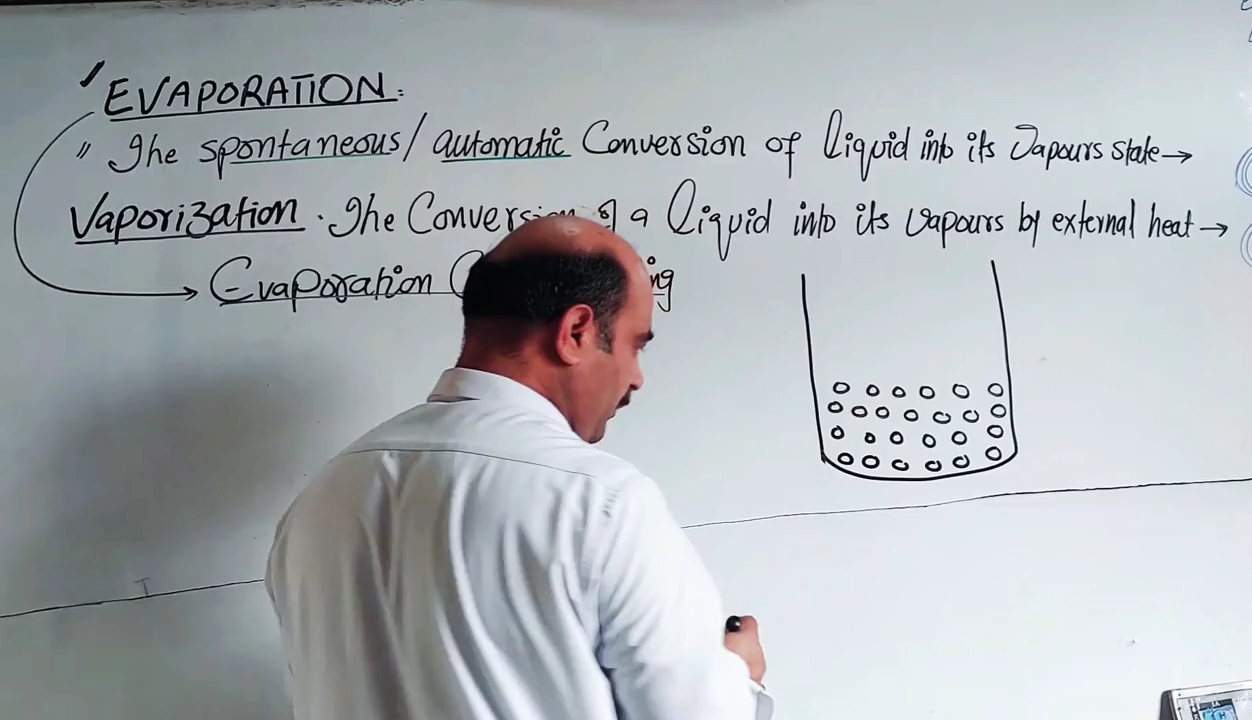 EVAPORATION:
" The spontaneous/automatic Conversion of liquid into its Vapours state→
Vaporization. The Conversion of a liquid into its vapours by external heat→
Evaporation